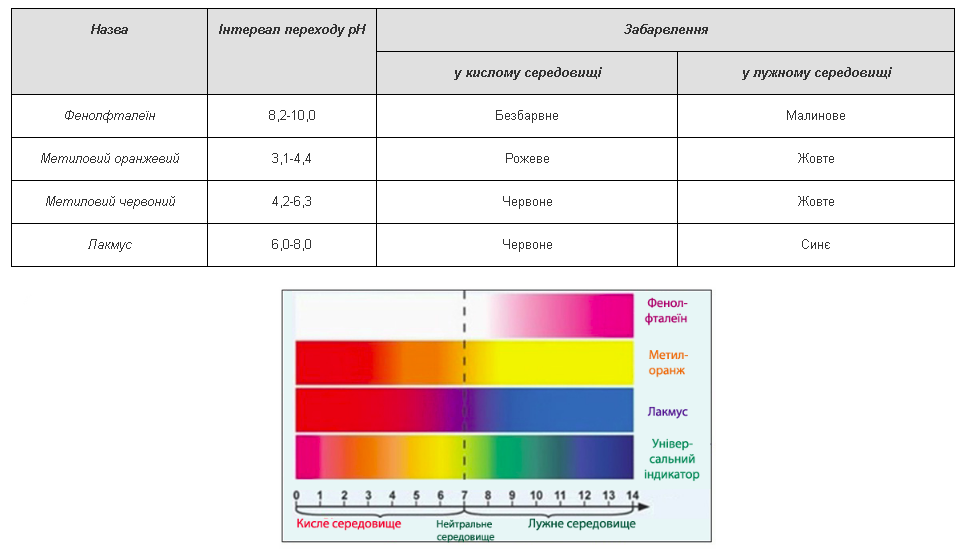 Назва
Інтервал переходу pH
Забарвлення
у кислому середовищі
у лужному середовищі
Фенолфталеїн
8,2-10,0
Безбарвне
Малинове
Метиловий оранжевий
3,1-4,4
Рожеве
Жовте
Метиловий червоний
4,2-6,3
Червоне
Жовте
Лакмус
6,0-8,0
Червоне
Синє
Фенол-
фталеїн
Метил-
оранж
Лакмус
Універ-
сальний
індикатор
0 1 2 3 4 5 6 7 8 9 10 11 12 13 14
Кисле середовище
Нейтральне
середовище
Лужне середовище